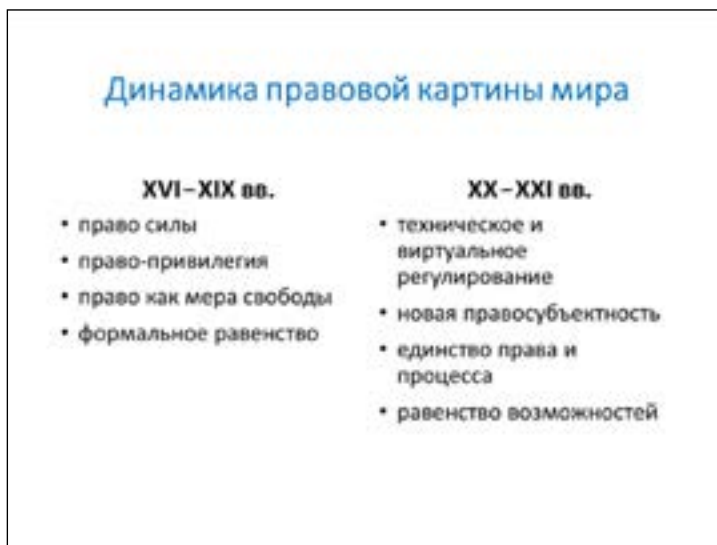 Динамика правовой картины мира
XVI–XIX вв.
• право силы
• право-привилегия
• право как мера свободы
• формальное равенство
XX–XXI вв.
• техническое и
виртуальное
регулирование
• новая правосубъектность
• единство права и
процесса
• равенство возможностей